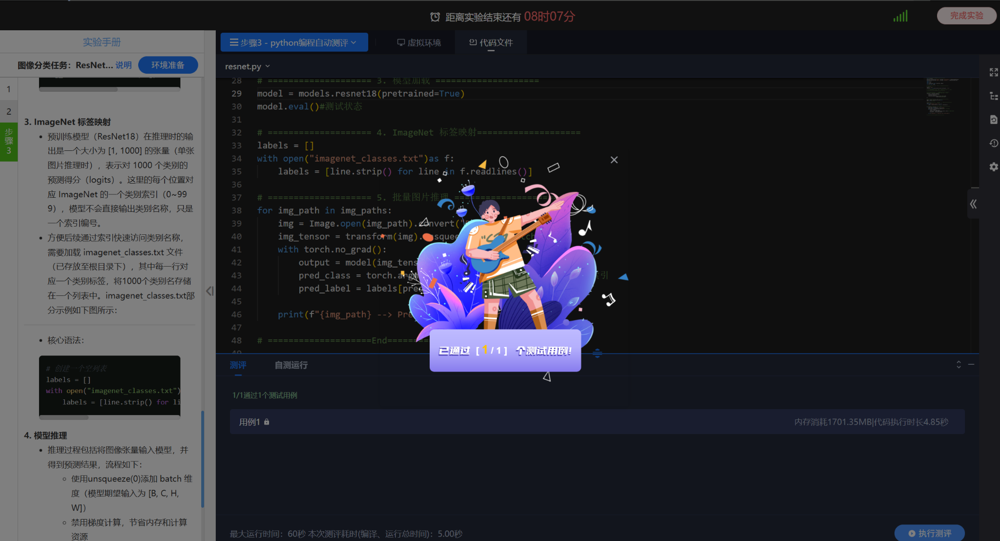 距离实验结束还有 08时07分
完成实验
实验手册
图像分类任务：ResNet... 说明
环境准备
1
2
步骤3
3. ImageNet 标签映射
预训练模型（ResNet18）在推理时的输
出是一个大小为 [1, 1000] 的张量（单张
图片推理时），表示对 1000 个类别的
预测得分（logits）。这里的每个位置对
应 ImageNet 的一个类别索引（0~99
9），模型不会直接输出类别名称，只是
一个索引编号。
方便后续通过索引快速访问类别名称，
需要加载 imagenet_classes.txt 文件
（已存放至根目录下），其中每一行对
应一个类别标签，将1000个类别名存储
在一个列表中。imagenet_classes.txt部
分示例如下图所示：
核心语法：
# 创建一个空列表
labels = []
with open("imagenet_classes.txt")
labels = [line.strip() for li
4. 模型推理
推理过程包括将图像张量输入模型，并
得到预测结果，流程如下：
使用unsqueeze(0)添加 batch 维
度（模型期望输入为 [B, C, H,
W]）
禁用梯度计算，节省内存和计算
资源
步骤3 - python编程自动测评
虚拟环境
代码文件
resnet.py
28 # ==================== 3. 模型加载 ====================
29 model = models.resnet18(pretrained=True)
30 model.eval()#测试状态
31
32 # ==================== 4. ImageNet 标签映射====================
33 labels = []
34 with open("imagenet_classes.txt")as f:
35 labels = [line.strip() for line in f.readlines()]
36
37 # ==================== 5. 批量图片推理 ====================
38 for img_path in img_paths:
39 img = Image.open(img_path).convert("
40 img_tensor = transform(img).unsquee
41 with torch.no_grad():
42 output = model(img_tens
43 pred_class = torch.argm
44 pred_label = labels[pred
45
46 print(f"{img_path} --> Pre
47
48 # ====================End=========
49
已通过 [1/1] 个测试用例!
测评
自测运行
1/1通过1个测试用例
用例1
内存消耗1701.35MB|代码执行时长4.85秒
最大运行时间：60秒 本次测评耗时(编译、运行总时间)：5.00秒
执行测评